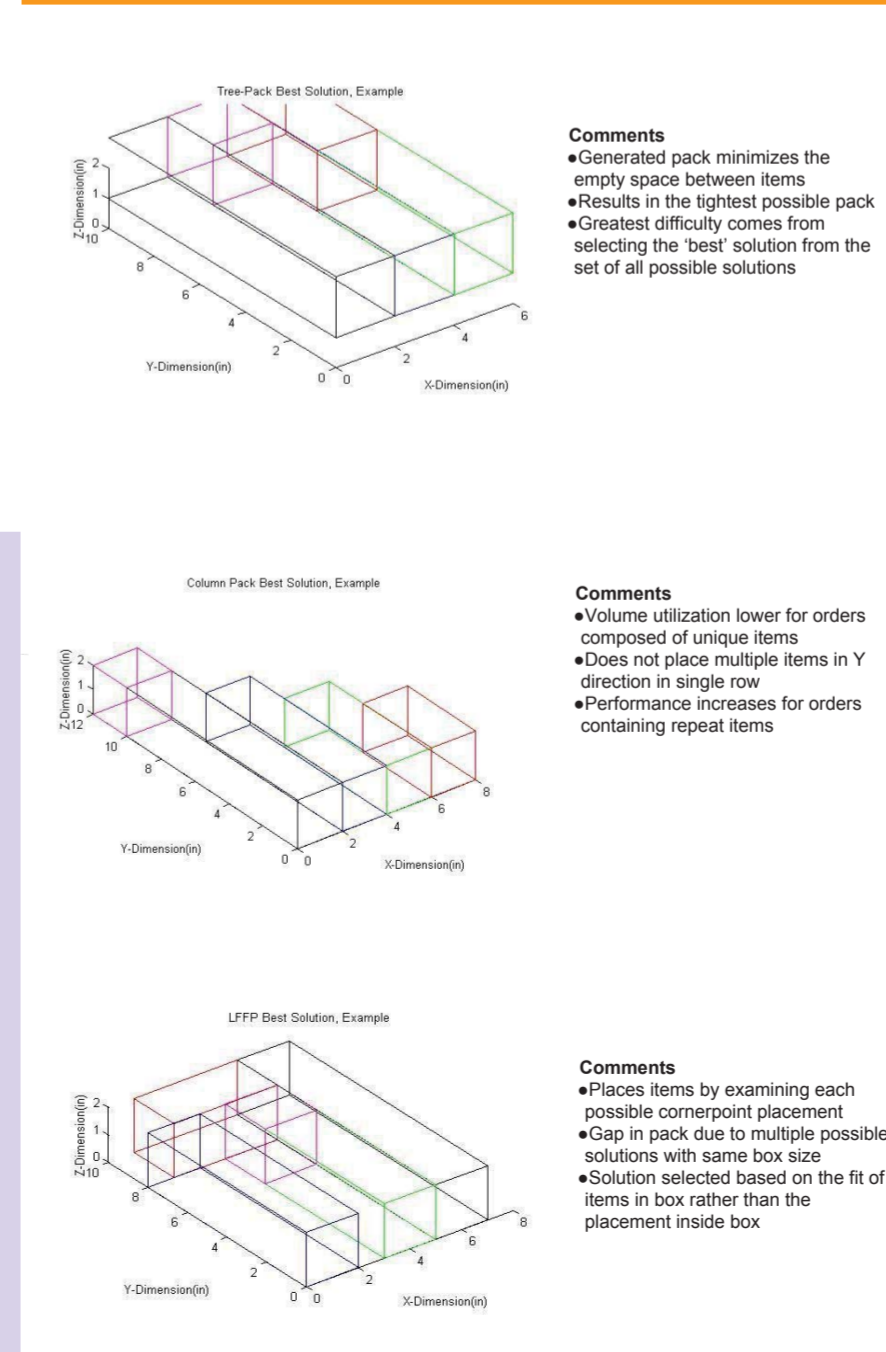 Tree-Pack Best Solution, Example
Z-Dimension(in)
2
1
0
10
8
6
4
2
0
0
2
4
6
Y-Dimension(in)
X-Dimension(in)
Comments
●Generated pack minimizes the
empty space between items
●Results in the tightest possible pack
●Greatest difficulty comes from
selecting the ‘best’ solution from the
set of all possible solutions
Column Pack Best Solution, Example
Z-Dimension(in)
2
1
0
12
10
8
6
4
2
0
0
2
4
6
8
Y-Dimension(in)
X-Dimension(in)
Comments
●Volume utilization lower for orders
composed of unique items
●Does not place multiple items in Y
direction in single row
●Performance increases for orders
containing repeat items
LFFP Best Solution, Example
Z-Dimension(in)
2
1
0
10
8
6
4
2
0
0
2
4
6
8
Y-Dimension(in)
X-Dimension(in)
Comments
●Places items by examining each
possible cornerpoint placement
●Gap in pack due to multiple possible
solutions with same box size
●Solution selected based on the fit of
items in box rather than the
placement inside box